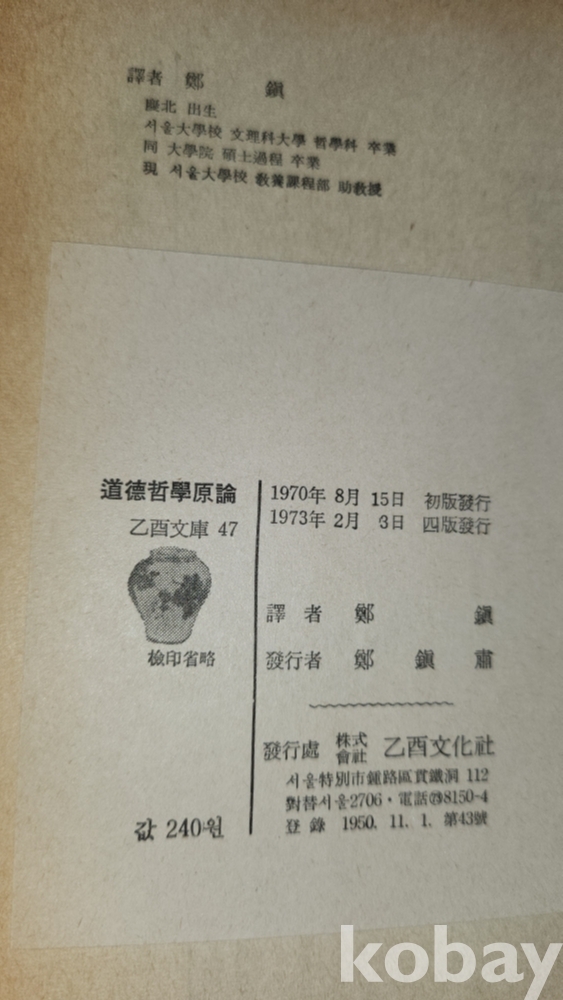 譯者 鄭 鎭
慶北 出生
서울大學校 文理科大學 哲學科 卒業
同 大學院 碩士過程 卒業
現 서울大學校 敎養課程部 助敎授
道德哲學原論
乙酉文庫 47
檢印省略
값 240원
1970年 8月 15日 初版發行
1973年 2月 3日 四版發行
譯者 鄭 鎭
發行者 鄭鎭肅
發行處 株式會社 乙酉文化社
서울特別市鍾路區貫鐵洞 112
對替서울2706·電話㉓8150-4
登錄 1950. 11. 1. 第43號
kobay